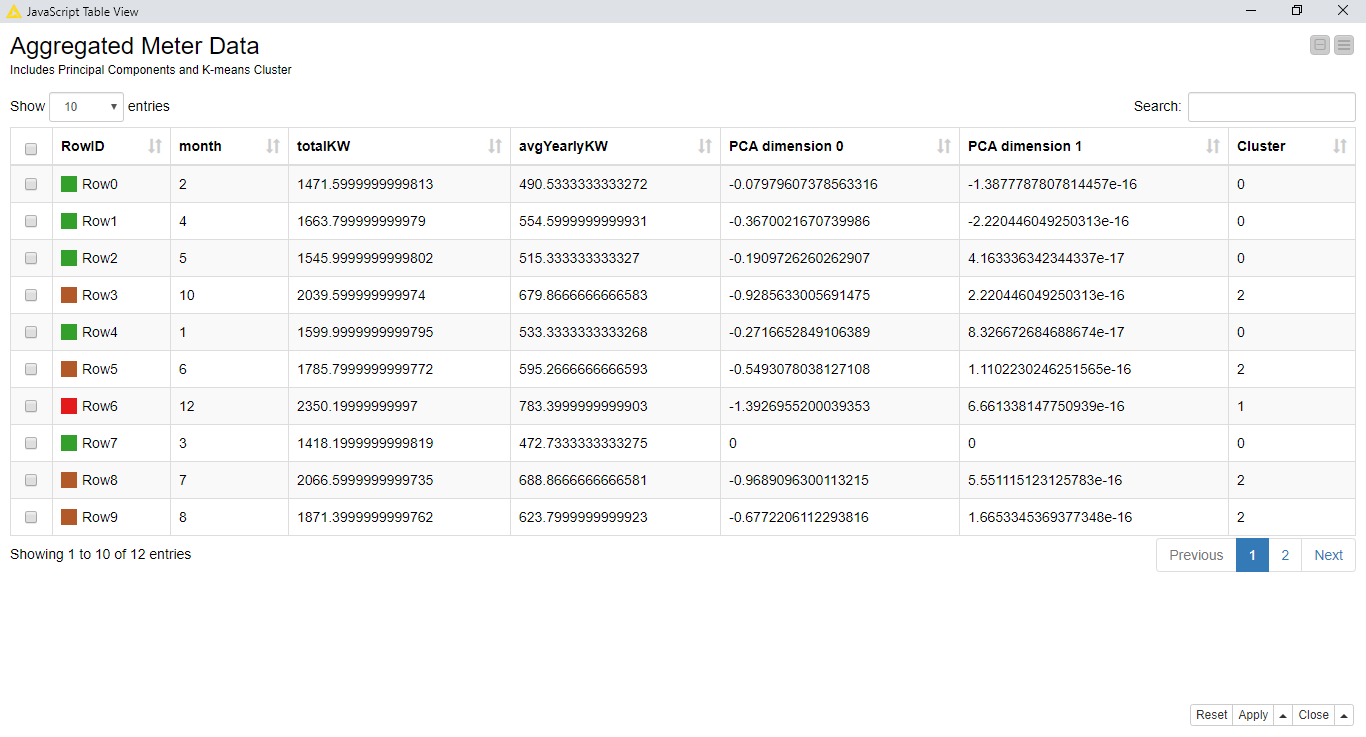 JavaScript Table View
Aggregated Meter Data
Includes Principal Components and K-means Cluster
Show 10 entries Search:
RowID month totalKW avgYearlyKW PCA dimension 0 PCA dimension 1 Cluster
Row0 2 1471.5999999999813 490.5333333333272 -0.07979607378563316 -1.3877787807814457e-16 0
Row1 4 1663.799999999979 554.5999999999931 -0.3670021670739986 -2.220446049250313e-16 0
Row2 5 1545.9999999999802 515.333333333327 -0.1909726260262907 4.163336342344337e-17 0
Row3 10 2039.599999999974 679.8666666666583 -0.9285633005691475 2.220446049250313e-16 2
Row4 1 1599.9999999999795 533.3333333333268 -0.2716652849106389 8.326672684688674e-17 0
Row5 6 1785.7999999999772 595.2666666666593 -0.5493078038127108 1.1102230246251565e-16 2
Row6 12 2350.19999999997 783.3999999999903 -1.3926955200039353 6.661338147750939e-16 1
Row7 3 1418.1999999999819 472.7333333333275 0 0 0
Row8 7 2066.5999999999735 688.8666666666581 -0.9689096300113215 5.551115123125783e-16 2
Row9 8 1871.3999999999762 623.7999999999923 -0.6772206112293816 1.6653345369377348e-16 2
Showing 1 to 10 of 12 entries Previous 1 2 Next
Reset Apply Close